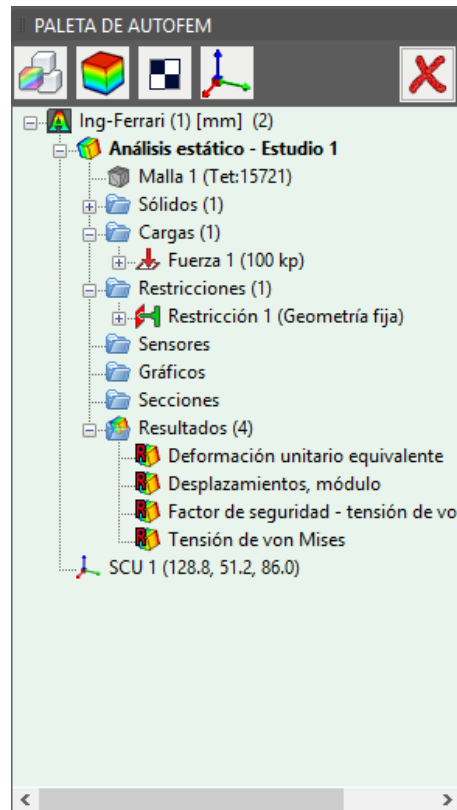 PALETA DE AUTOFEM
Ing-Ferrari (1) [mm] (2)
Análisis estático - Estudio 1
Malla 1 (Tet:15721)
Sólidos (1)
Cargas (1)
Fuerza 1 (100 kp)
Restricciones (1)
Restricción 1 (Geometría fija)
Sensores
Gráficos
Secciones
Resultados (4)
Deformación unitario equivalente
Desplazamientos, módulo
Factor de seguridad - tensión de vo
Tensión de von Mises
SCU 1 (128.8, 51.2, 86.0)